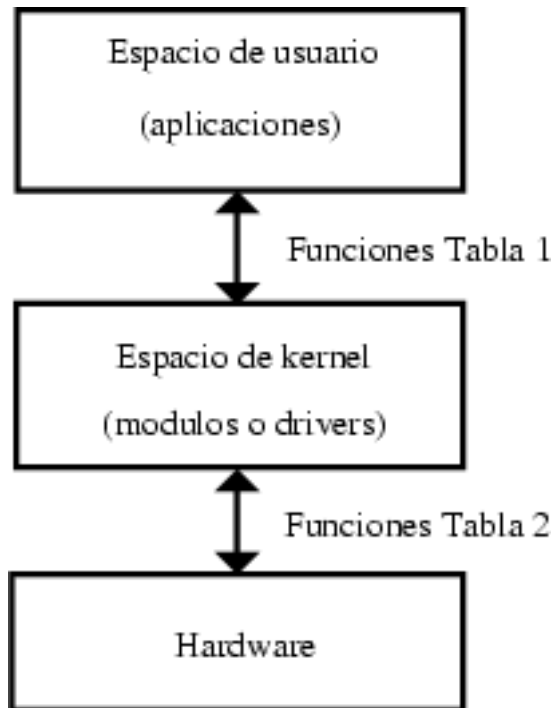 Espacio de usuario
(aplicaciones)
Funciones Tabla 1
Espacio de kernel
(modulos o drivers)
Funciones Tabla 2
Hardware